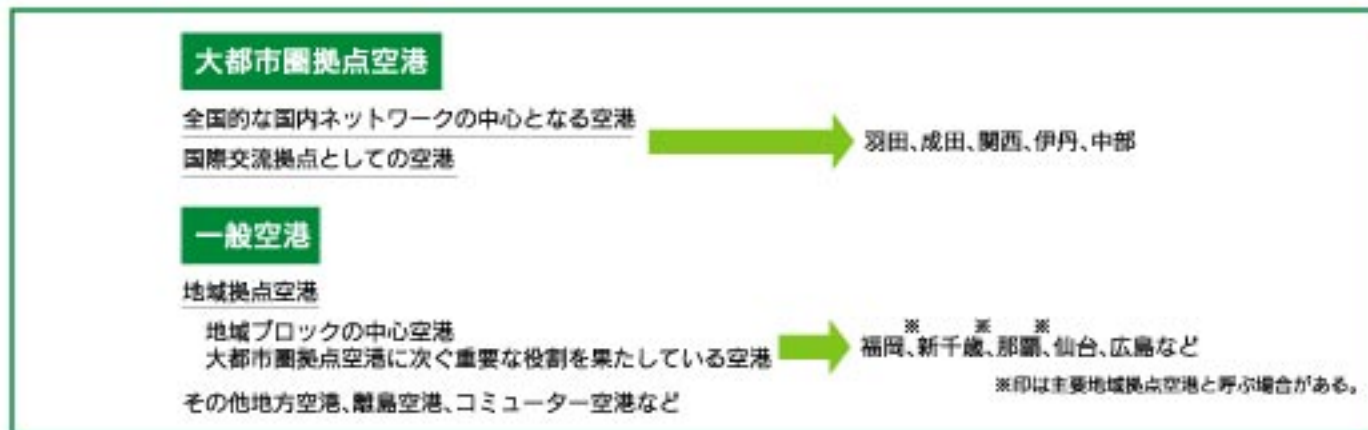 大都市圏拠点空港
全国的な国内ネットワークの中心となる空港
国際交流拠点としての空港
羽田、成田、関西、伊丹、中部
一般空港
地域拠点空港
地域ブロックの中心空港
大都市圏拠点空港に次ぐ重要な役割を果たしている空港
※ ※ ※
福岡、新千歳、那覇、仙台、広島など
※印は主要地域拠点空港と呼ぶ場合がある。
その他地方空港、離島空港、コミューター空港など